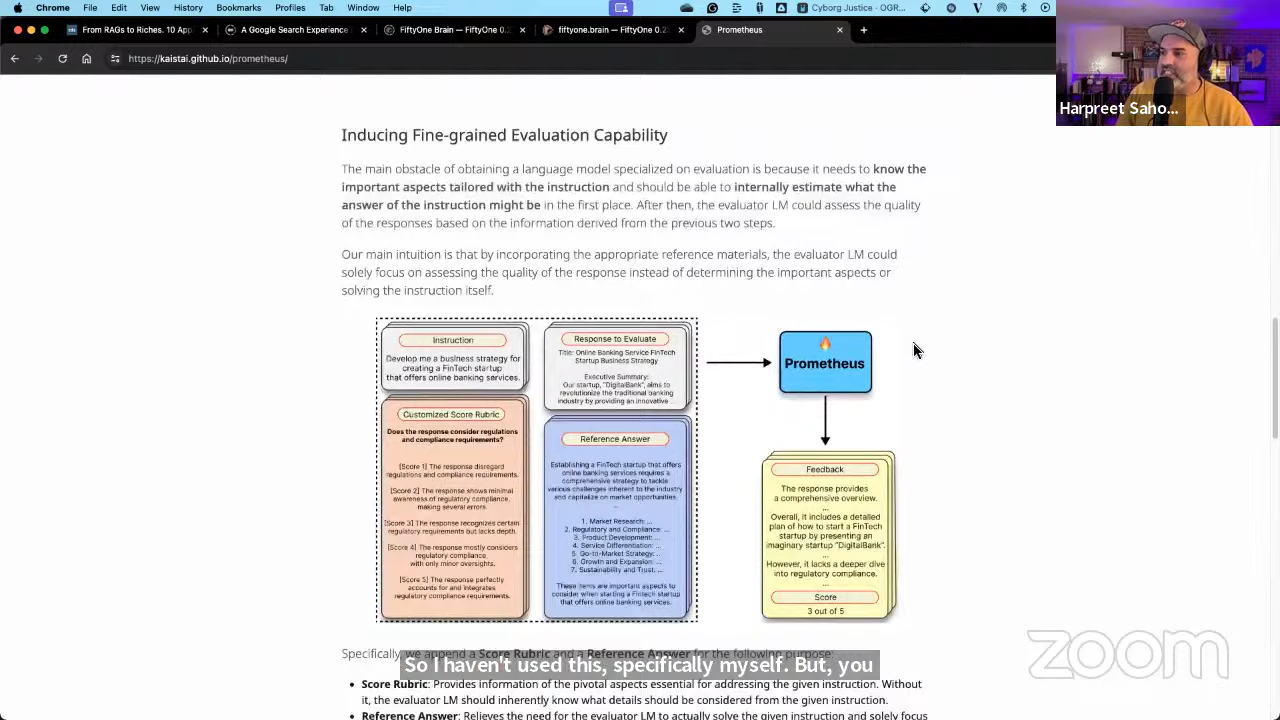 Chrome File Edit View History Bookmarks Profiles Tab Window Help Cyborg Justice - OGR...
From RAGs to Riches. 10 App A Google Search Experience FiftyOne Brain — FiftyOne 0.2 fiftyone.brain — FiftyOne 0.2 Prometheus
https://kaistai.github.io/prometheus/
Harpreet Saho...
Inducing Fine-grained Evaluation Capability
The main obstacle of obtaining a language model specialized on evaluation is because it needs to know the
important aspects tailored with the instruction and should be able to internally estimate what the
answer of the instruction might be in the first place. After then, the evaluator LM could assess the quality
of the responses based on the information derived from the previous two steps.
Our main intuition is that by incorporating the appropriate reference materials, the evaluator LM could
solely focus on assessing the quality of the response instead of determining the important aspects or
solving the instruction itself.
Instruction
Develop me a business strategy for
creating a FinTech startup
that offers online banking services.
Customized Score Rubric
Does the response consider regulations
and compliance requirements?
[Score 1] The response disregard
regulations and compliance requirements.
[Score 2] The response shows minimal
awareness of regulatory compliance,
making several errors.
[Score 3] The response recognizes certain
regulatory requirements but lacks depth.
[Score 4] The response mostly considers
regulatory compliance,
with only minor oversights.
[Score 5] The response perfectly
accounts for and integrates
regulatory compliance requirements.
Response to Evaluate
Title: Online Banking Service FinTech
Startup Business Strategy
Executive Summary:
Our startup, "DigitalBank", aims to
revolutionize the traditional banking
industry by providing an innovative ...
Reference Answer
Establishing a FinTech startup that offers
online banking services requires a
comprehensive strategy to tackle
various challenges inherent to the industry
and capitalize on market opportunities.
...
1. Market Research: ...
2. Regulatory and Compliance: ...
3. Product Development: ...
4. Service Differentiation: ...
5. Go-to-Market Strategy: ...
6. Growth and Expansion: ...
7. Sustainability and Trust: ...
These items are important aspects to
consider when starting a Fintech startup
that offers online banking services.
Prometheus
Feedback
The response provides
a comprehensive overview.
...
Overall, it includes a detailed
plan of how to start a FinTech
startup by presenting an
imaginary startup "DigitalBank".
...
However, it lacks a deeper dive
into regulatory compliance.
...
Score
3 out of 5
Specifically, we append a Score Rubric and a Reference Answer for the following purpose:
So I haven't used this, specifically myself. But, you
• Score Rubric: Provides information of the pivotal aspects essential for addressing the given instruction. Without
it, the evaluator LM should inherently know what details should be considered from the given instruction.
• Reference Answer: Relieves the need for the evaluator LM to actually solve the given instruction and solely focus
zoom